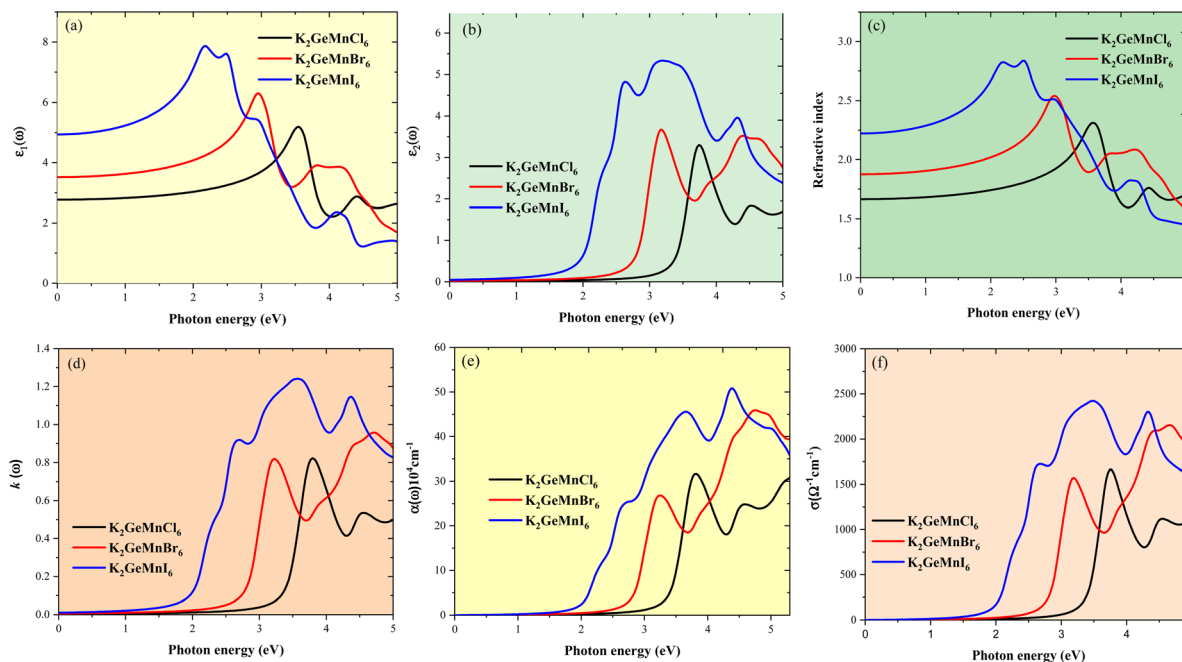 (a)
K₂GeMnCl₆
K₂GeMnBr₆
K₂GeMnI₆
ε₁(ω)
8
6
4
2
0
0 1 2 3 4 5
Photon energy (eV)
(b)
K₂GeMnCl₆
K₂GeMnBr₆
K₂GeMnI₆
ε₂(ω)
6
5
4
3
2
1
0
0 1 2 3 4 5
Photon energy (eV)
(c)
K₂GeMnCl₆
K₂GeMnBr₆
K₂GeMnI₆
Refractive index
3.0
2.5
2.0
1.5
1.0
0 1 2 3 4
Photon energy (eV)
(d)
K₂GeMnCl₆
K₂GeMnBr₆
K₂GeMnI₆
k (ω)
1.4
1.2
1.0
0.8
0.6
0.4
0.2
0.0
0 1 2 3 4 5
Photon energy (eV)
(e)
K₂GeMnCl₆
K₂GeMnBr₆
K₂GeMnI₆
α(ω)10⁴cm⁻¹
60
50
40
30
20
10
0
0 1 2 3 4 5
Photon energy (eV)
(f)
K₂GeMnCl₆
K₂GeMnBr₆
K₂GeMnI₆
σ(Ω⁻¹cm⁻¹)
3000
2500
2000
1500
1000
500
0
0 1 2 3 4
Photon energy (eV)